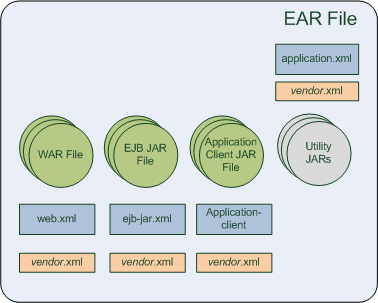 EAR File
application.xml
vendor.xml
WAR File
EJB JAR
File
Application
Client JAR
File
Utility
JARs
web.xml
ejb-jar.xml
Application-
client
vendor.xml
vendor.xml
vendor.xml